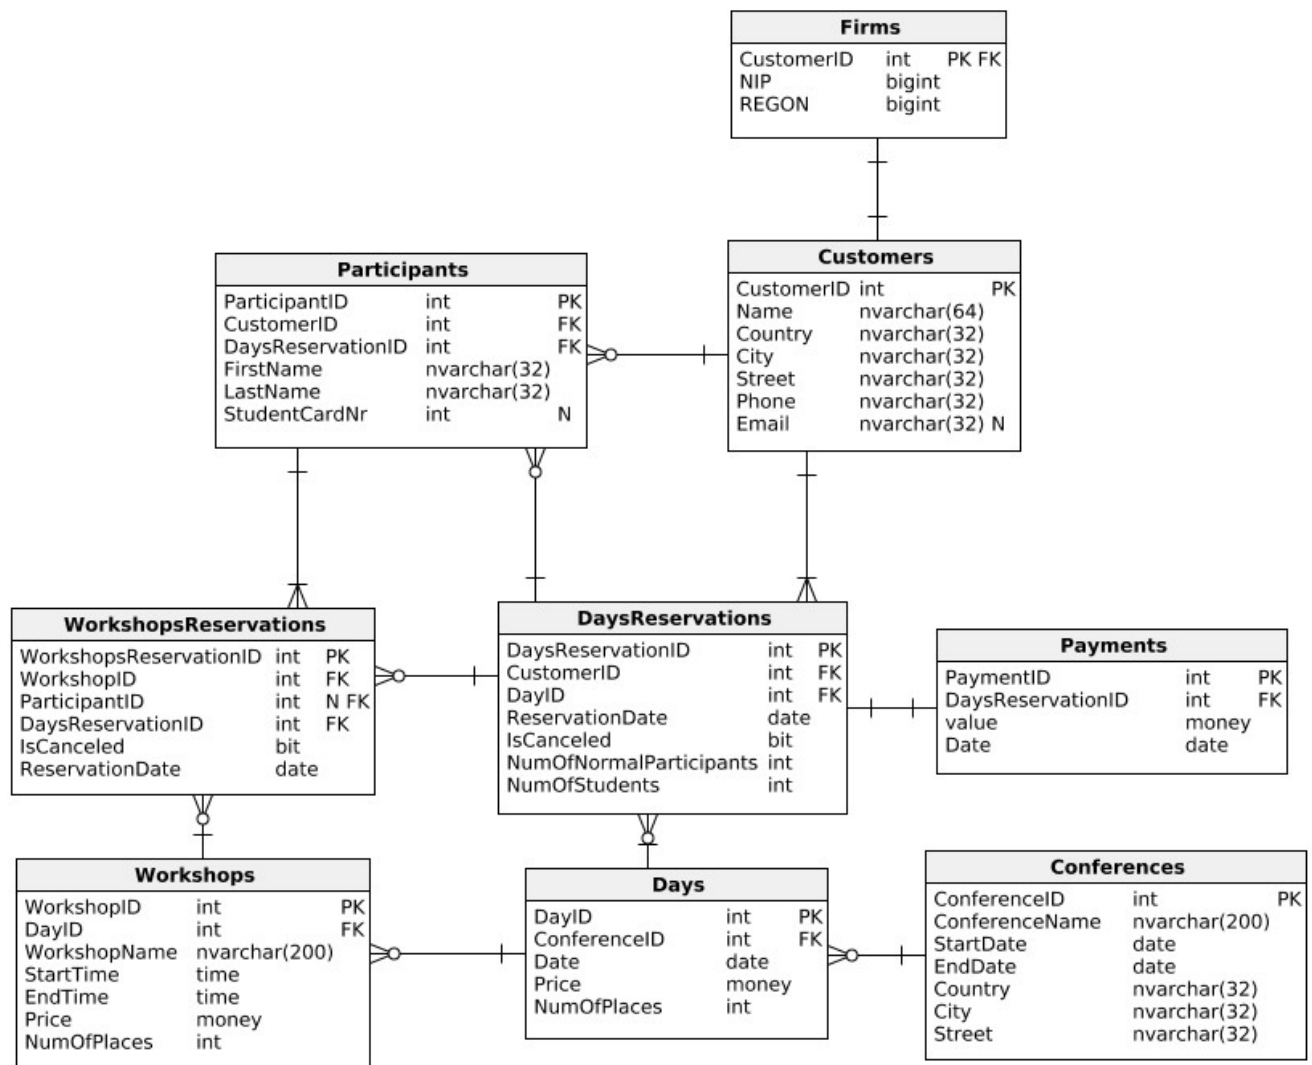 Firms
CustomerID int PK FK
NIP bigint
REGON bigint
Participants
ParticipantID int PK
CustomerID int FK
DaysReservationID int FK
FirstName nvarchar(32)
LastName nvarchar(32)
StudentCardNr int N
Customers
CustomerID int PK
Name nvarchar(64)
Country nvarchar(32)
City nvarchar(32)
Street nvarchar(32)
Phone nvarchar(32)
Email nvarchar(32) N
WorkshopsReservations
WorkshopsReservationID int PK
WorkshopID int FK
ParticipantID int N FK
DaysReservationID int FK
IsCanceled bit
ReservationDate date
DaysReservations
DaysReservationID int PK
CustomerID int FK
DayID int FK
ReservationDate date
IsCanceled bit
NumOfNormalParticipants int
NumOfStudents int
Payments
PaymentID int PK
DaysReservationID int FK
value money
Date date
Workshops
WorkshopID int PK
DayID int FK
WorkshopName nvarchar(200)
StartTime time
EndTime time
Price money
NumOfPlaces int
Days
DayID int PK
ConferenceID int FK
Date date
Price money
NumOfPlaces int
Conferences
ConferenceID int PK
ConferenceName nvarchar(200)
StartDate date
EndDate date
Country nvarchar(32)
City nvarchar(32)
Street nvarchar(32)